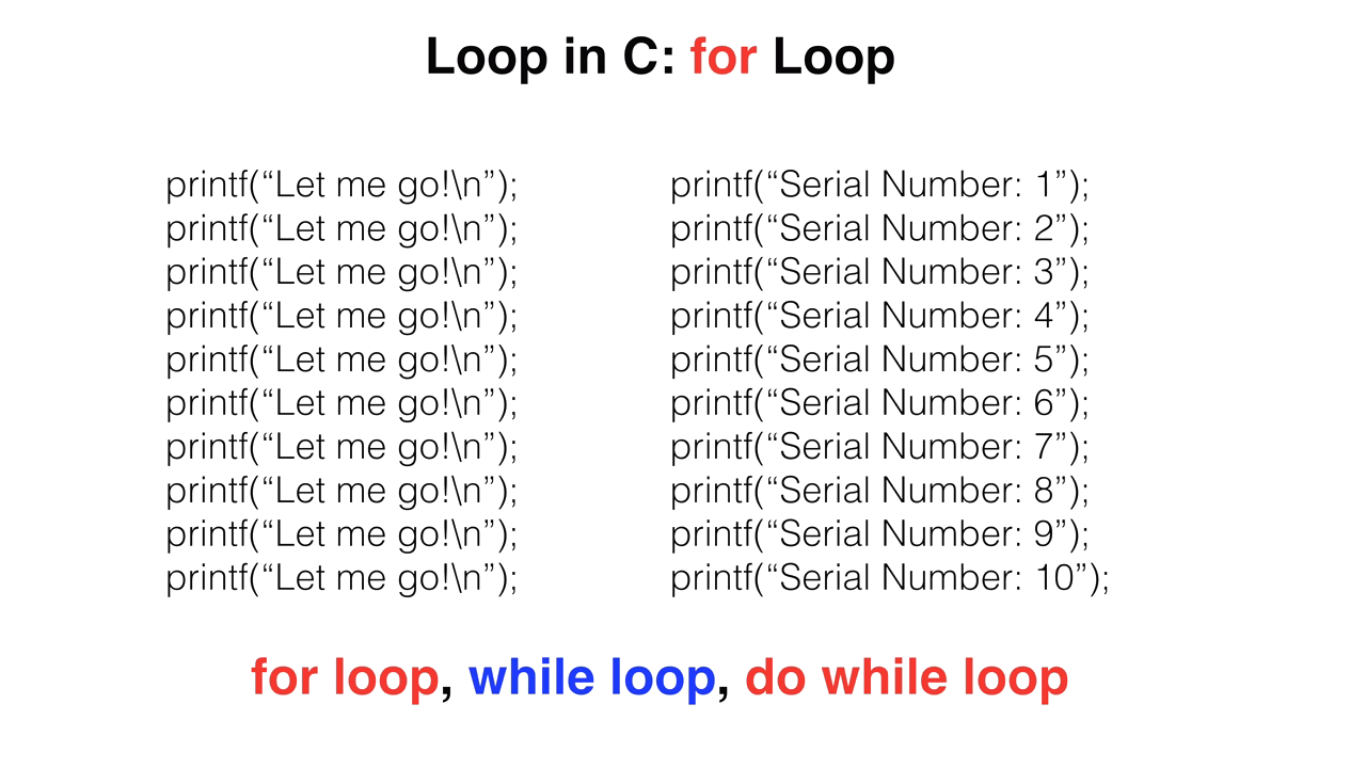 Loop in C: for Loop
printf(“Let me go!\n”);
printf(“Let me go!\n”);
printf(“Let me go!\n”);
printf(“Let me go!\n”);
printf(“Let me go!\n”);
printf(“Let me go!\n”);
printf(“Let me go!\n”);
printf(“Let me go!\n”);
printf(“Let me go!\n”);
printf(“Let me go!\n”);
printf(“Serial Number: 1”);
printf(“Serial Number: 2”);
printf(“Serial Number: 3”);
printf(“Serial Number: 4”);
printf(“Serial Number: 5”);
printf(“Serial Number: 6”);
printf(“Serial Number: 7”);
printf(“Serial Number: 8”);
printf(“Serial Number: 9”);
printf(“Serial Number: 10”);
for loop, while loop, do while loop